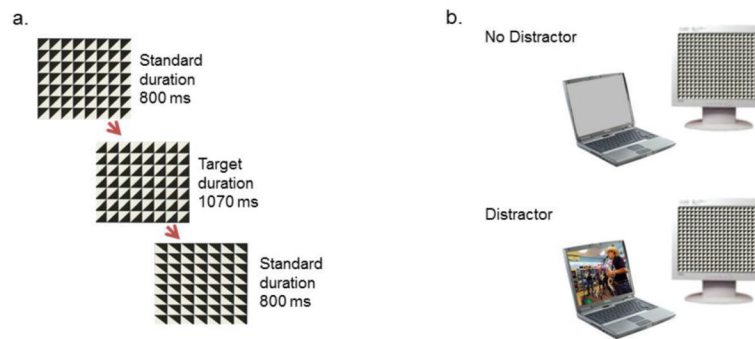 a.
Standard
duration
800 ms
Target
duration
1070 ms
Standard
duration
800 ms
b.
No Distractor
Distractor